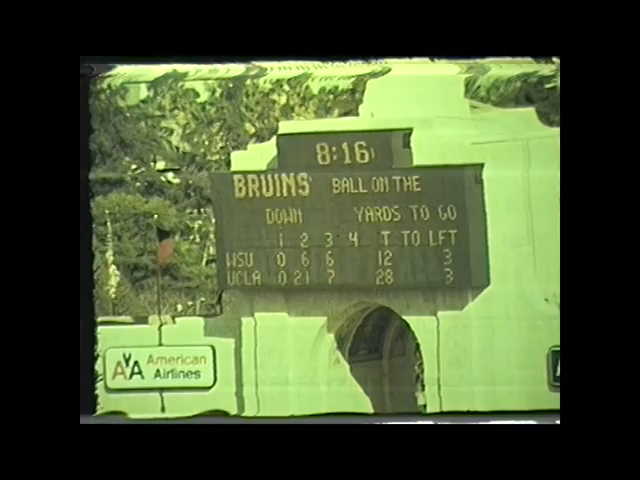 8:16
BRUINS' BALL ON THE
DOWN YARDS TO GO
1 2 3 4 T TO LFT
WSU 0 6 6 12 3
UCLA 0 21 7 28 3
AA American
Airlines